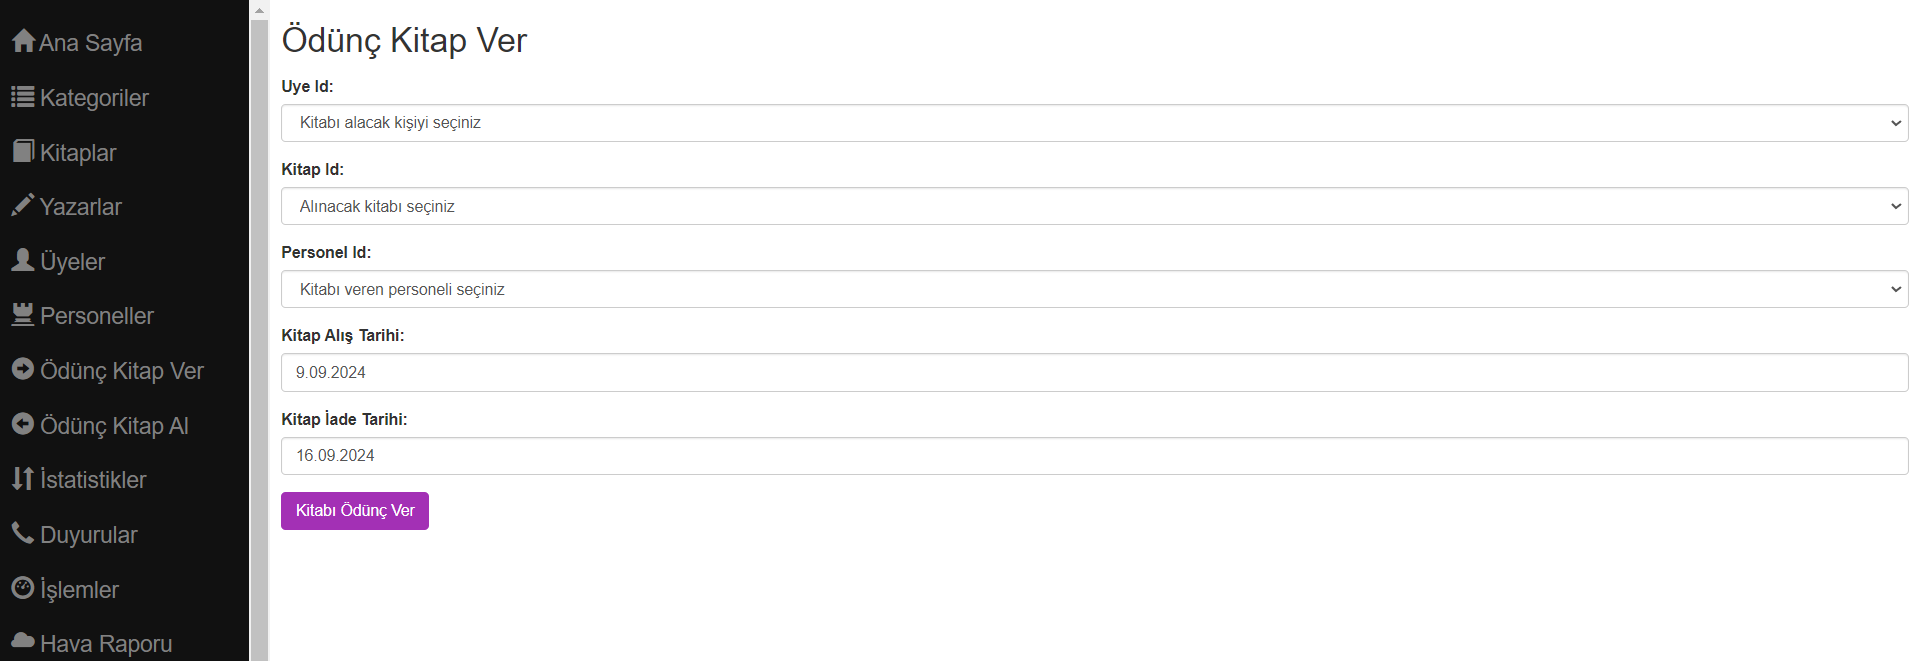 Ana Sayfa
Kategoriler
Kitaplar
Yazarlar
Üyeler
Personeller
Ödünç Kitap Ver
Ödünç Kitap Al
İstatistikler
Duyurular
İşlemler
Hava Raporu
Ödünç Kitap Ver
Uye Id:
Kitabı alacak kişiyi seçiniz
Kitap Id:
Alınacak kitabı seçiniz
Personel Id:
Kitabı veren personeli seçiniz
Kitap Alış Tarihi:
9.09.2024
Kitap İade Tarihi:
16.09.2024
Kitabı Ödünç Ver